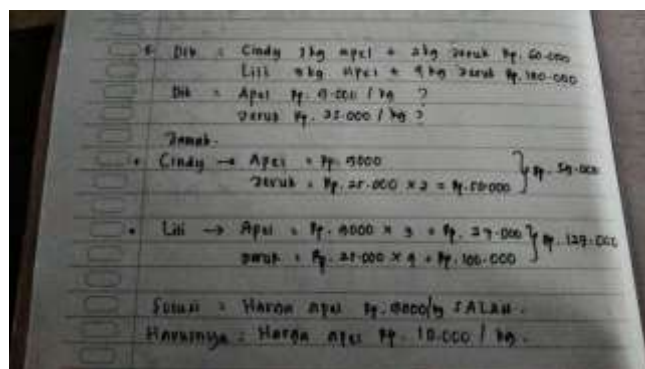 Dik = Cindy 1 kg apel + 2 kg Jeruk Rp. 60.000
Lili 3 kg apel + 4 kg Jeruk Rp. 130.000
Dit = Apel Rp. 9.000 / kg ?
Jeruk Rp. 25.000 / kg ?
Jawab.
• Cindy → Apel = Rp. 9000
Jeruk = Rp. 25.000 x 2 = Rp. 50.000 } Rp. 59.000
• Lili → Apel = Rp. 9000 x 3 = Rp. 27.000
Jeruk = Rp. 25.000 x 4 = Rp. 100.000 } Rp. 129.000
Solusi = Harga apel Rp. 9000/kg SALAH.
Harusnya = Harga apel Rp. 10.000 / kg.